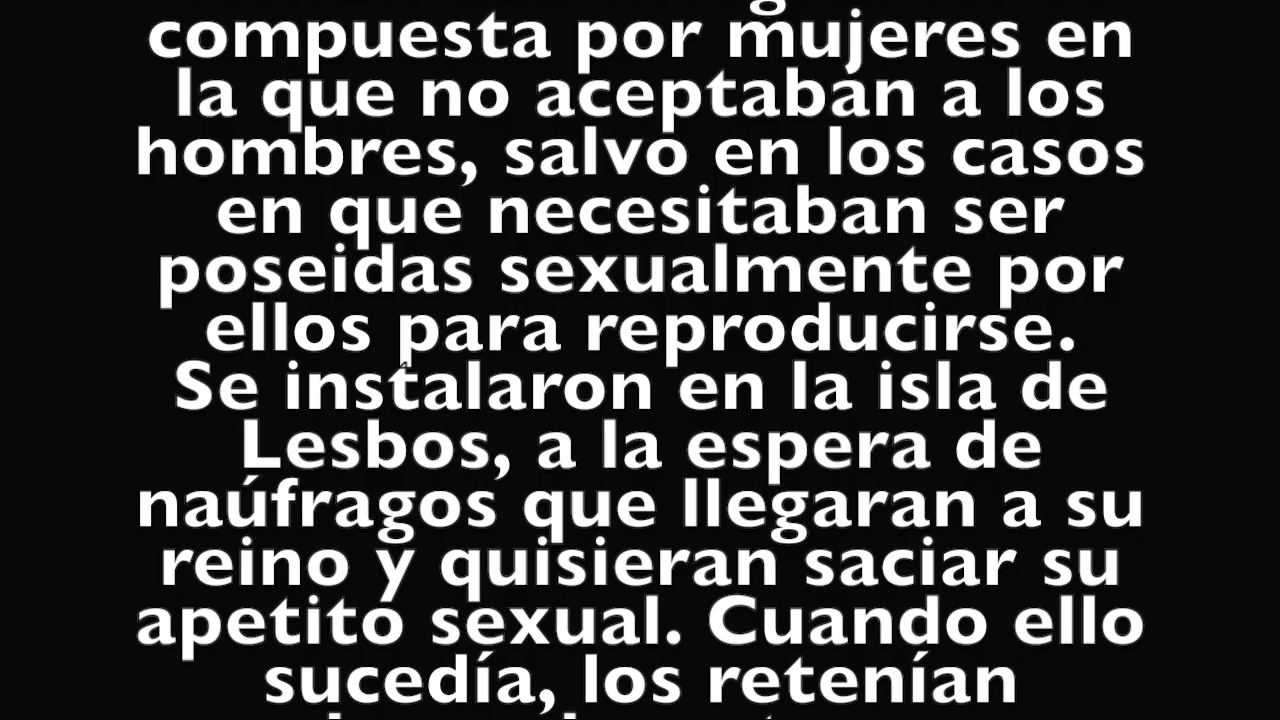 compuesta por mujeres en
la que no aceptaban a los
hombres, salvo en los casos
en que necesitaban ser
poseidas sexualmente por
ellos para reproducirse.
Se instalaron en la isla de
Lesbos, a la espera de
naúfragos que llegaran a su
reino y quisieran saciar su
apetito sexual. Cuando ello
sucedía, los retenían